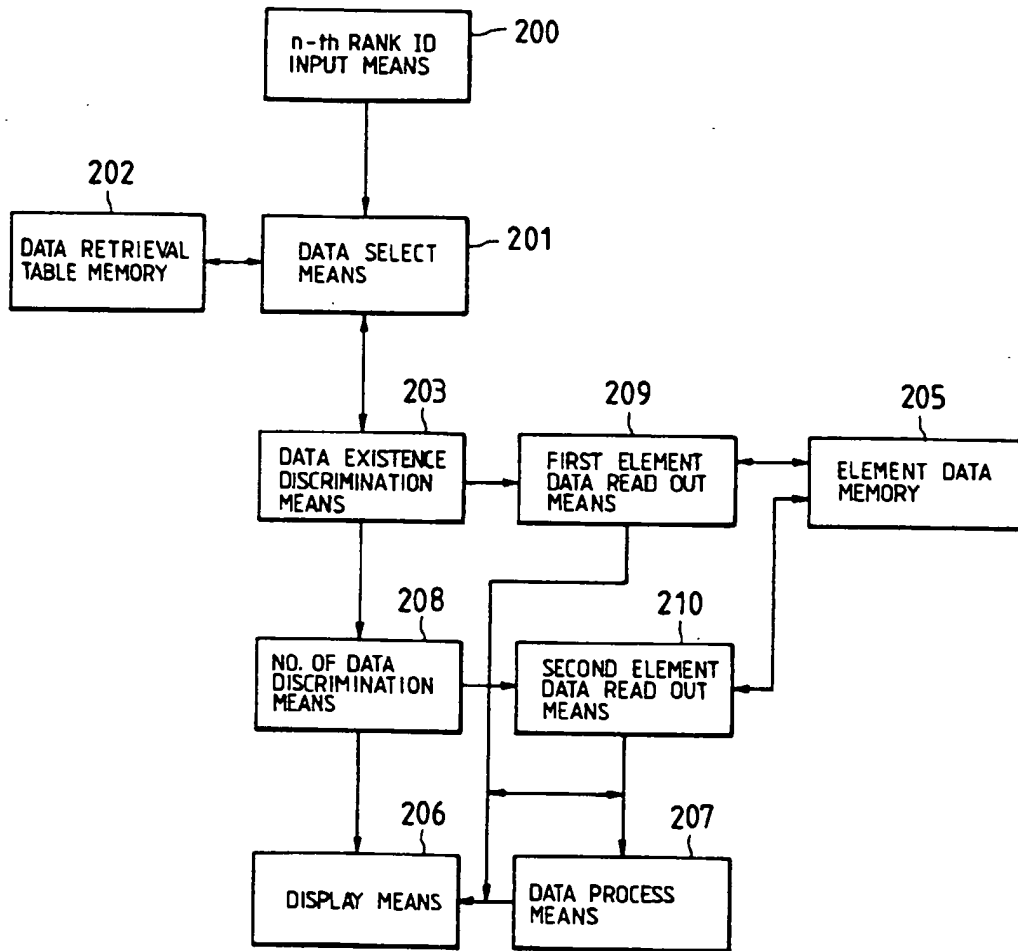 n-th RANK ID
INPUT MEANS
200
202
DATA RETRIEVAL
TABLE MEMORY
DATA SELECT
MEANS
201
203
DATA EXISTENCE
DISCRIMINATION
MEANS
209
FIRST ELEMENT
DATA READ OUT
MEANS
205
ELEMENT DATA
MEMORY
208
NO. OF DATA
DISCRIMINATION
MEANS
210
SECOND ELEMENT
DATA READ OUT
MEANS
206
DISPLAY MEANS
207
DATA PROCESS
MEANS